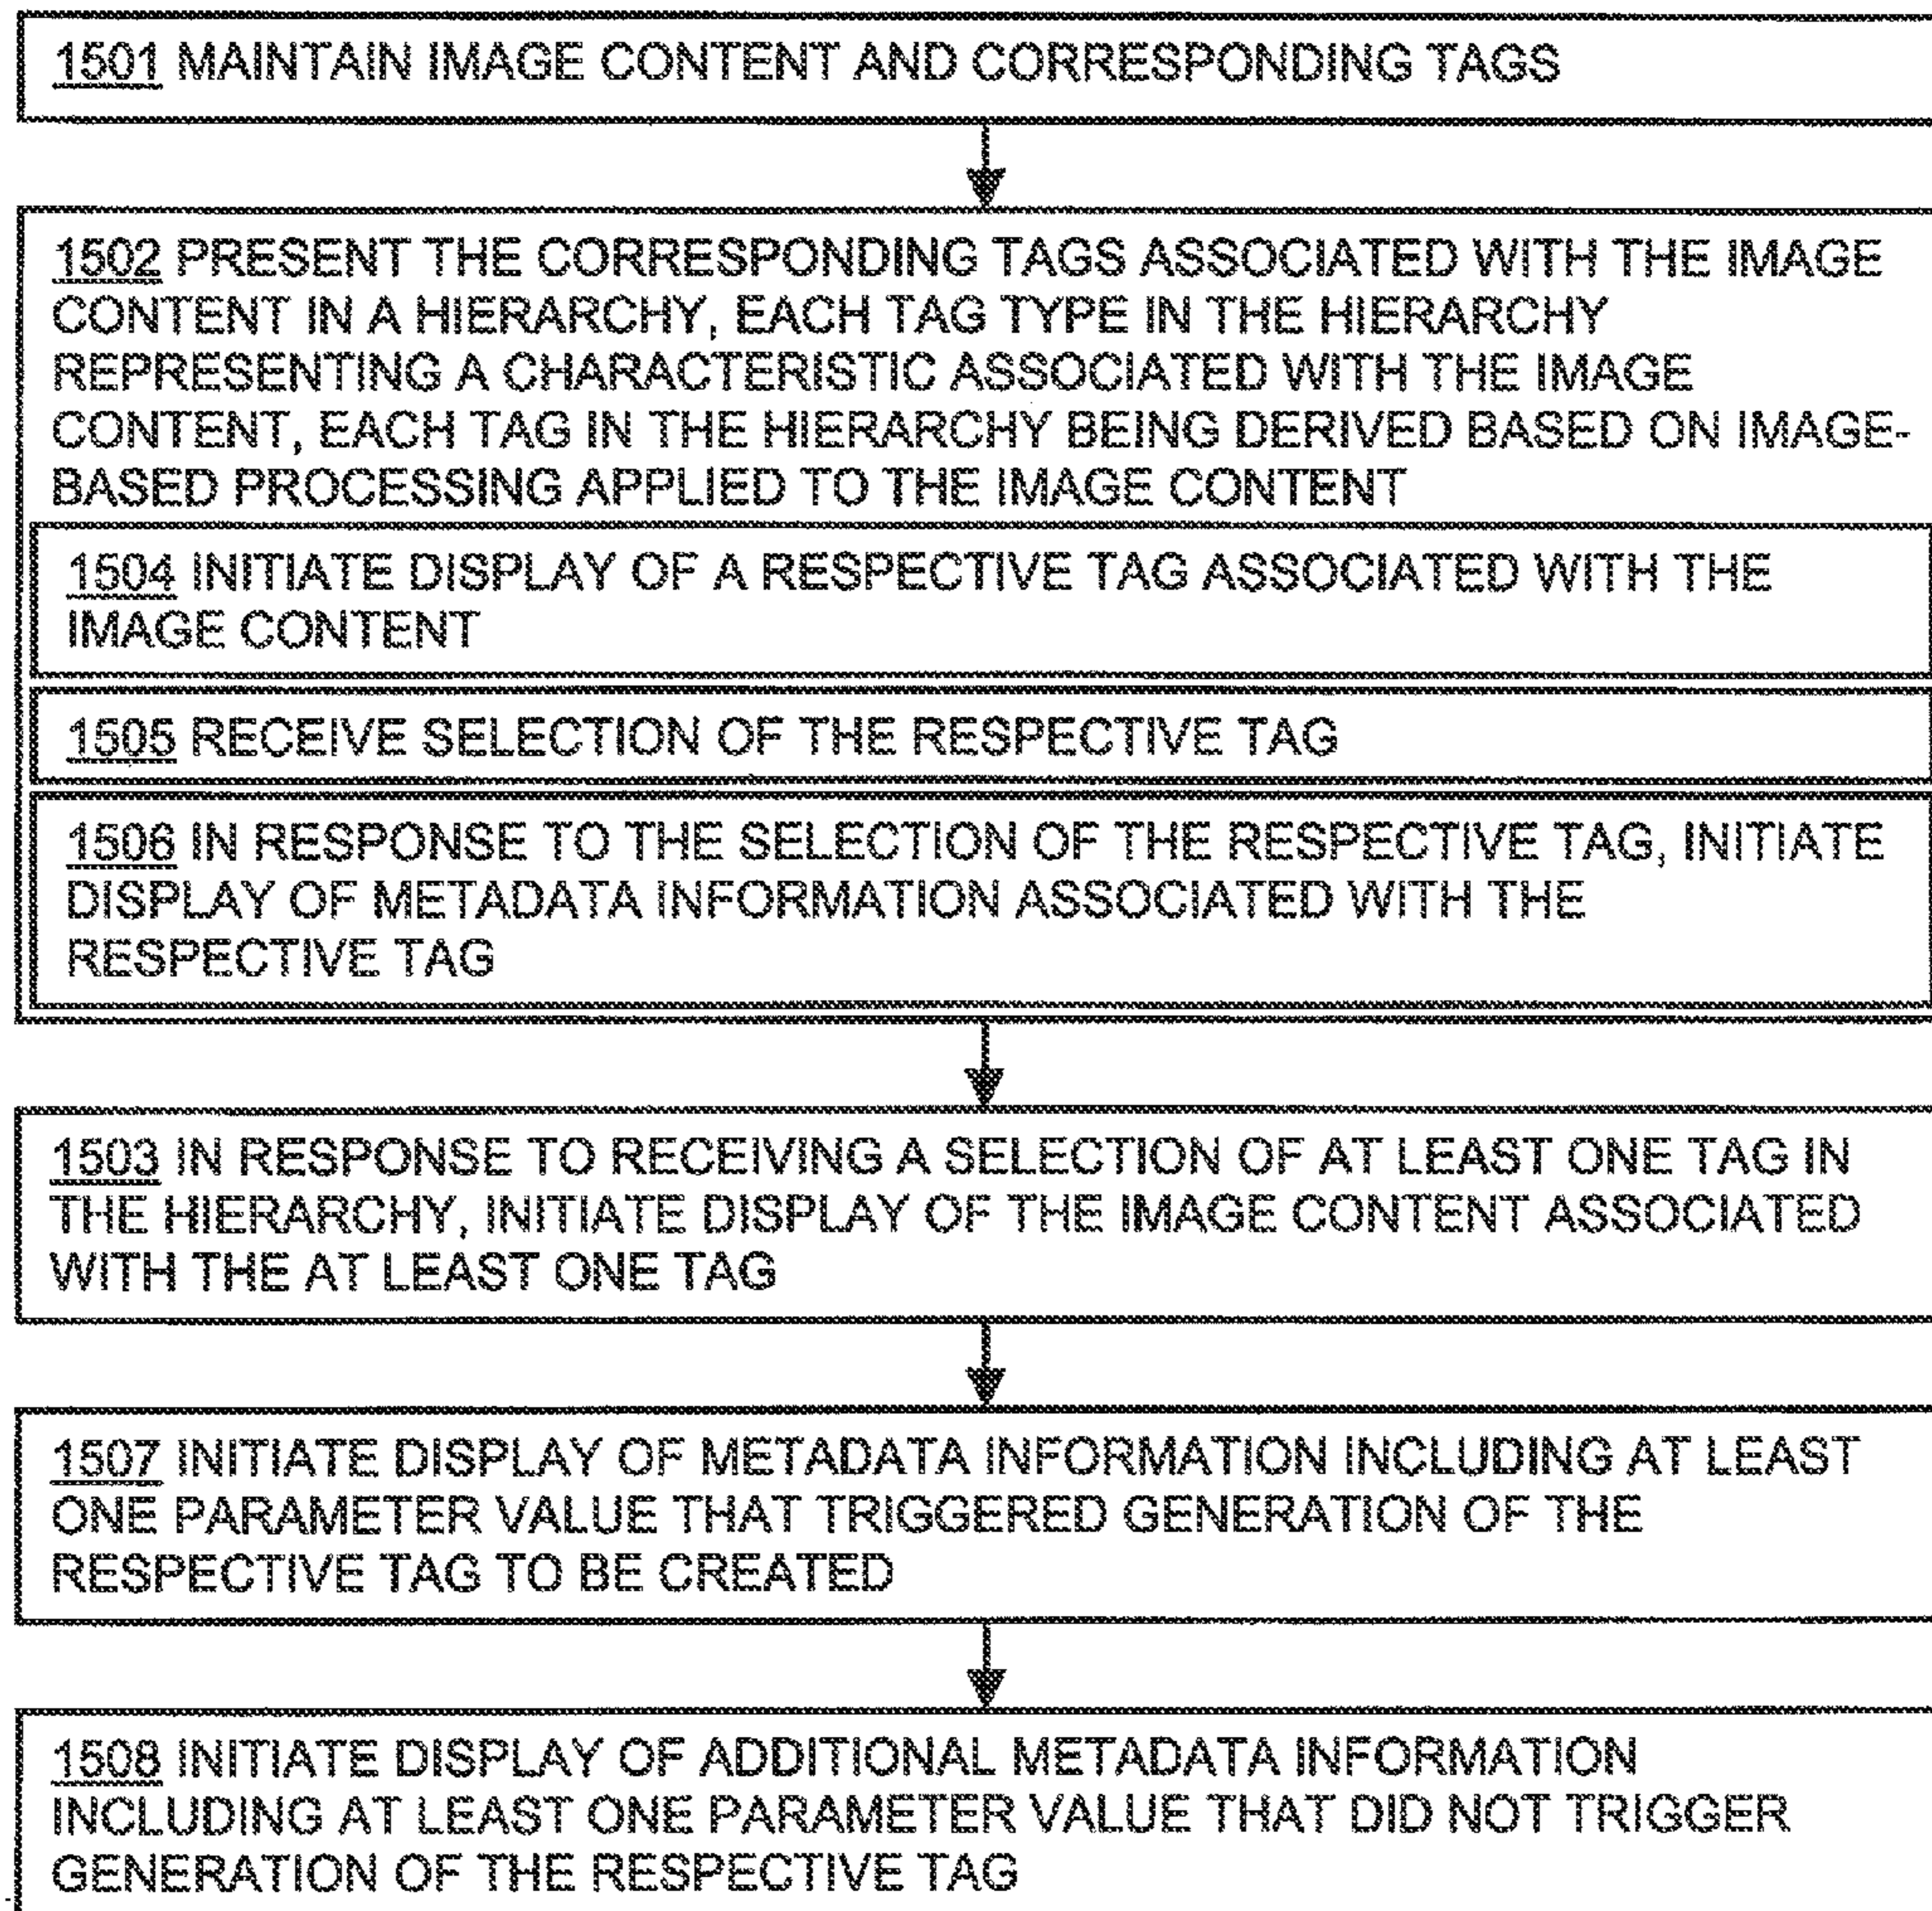 1501 MAINTAIN IMAGE CONTENT AND CORRESPONDING TAGS
1502 PRESENT THE CORRESPONDING TAGS ASSOCIATED WITH THE IMAGE
CONTENT IN A HIERARCHY, EACH TAG TYPE IN THE HIERARCHY
REPRESENTING A CHARACTERISTIC ASSOCIATED WITH THE IMAGE
CONTENT, EACH TAG IN THE HIERARCHY BEING DERIVED BASED ON IMAGE-
BASED PROCESSING APPLIED TO THE IMAGE CONTENT
1504 INITIATE DISPLAY OF A RESPECTIVE TAG ASSOCIATED WITH THE
IMAGE CONTENT
1505 RECEIVE SELECTION OF THE RESPECTIVE TAG
1506 IN RESPONSE TO THE SELECTION OF THE RESPECTIVE TAG, INITIATE
DISPLAY OF METADATA INFORMATION ASSOCIATED WITH THE
RESPECTIVE TAG
1503 IN RESPONSE TO RECEIVING A SELECTION OF AT LEAST ONE TAG IN
THE HIERARCHY, INITIATE DISPLAY OF THE IMAGE CONTENT ASSOCIATED
WITH THE AT LEAST ONE TAG
1507 INITIATE DISPLAY OF METADATA INFORMATION INCLUDING AT LEAST
ONE PARAMETER VALUE THAT TRIGGERED GENERATION OF THE
RESPECTIVE TAG TO BE CREATED
1508 INITIATE DISPLAY OF ADDITIONAL METADATA INFORMATION
INCLUDING AT LEAST ONE PARAMETER VALUE THAT DID NOT TRIGGER
GENERATION OF THE RESPECTIVE TAG